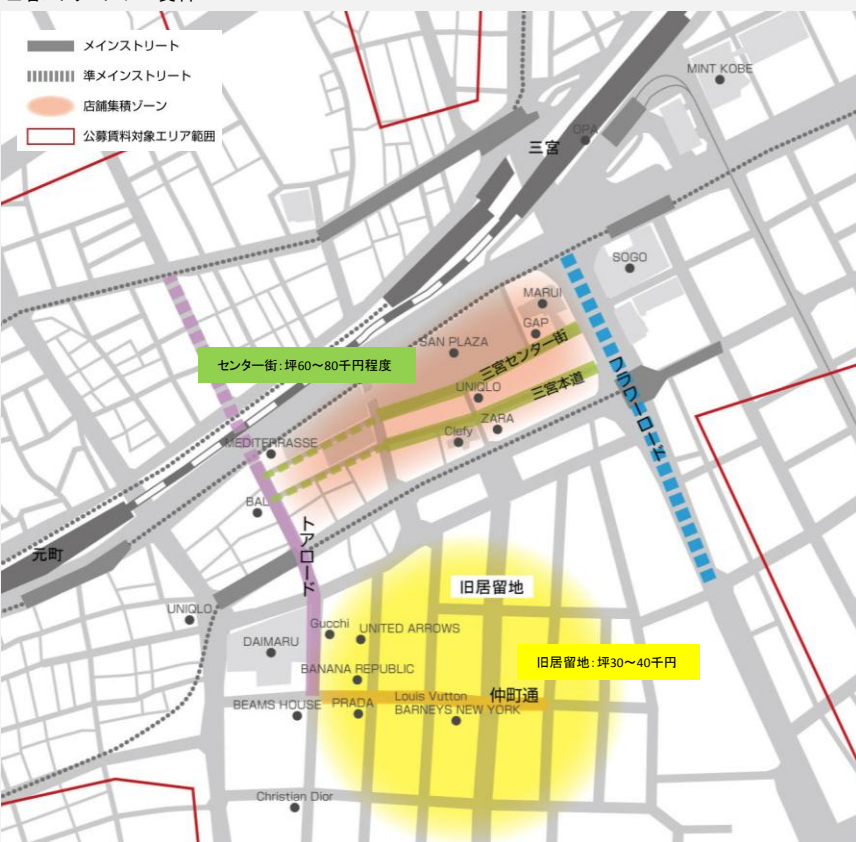 メインストリート
準メインストリート
店舗集積ゾーン
公募賃料対象エリア範囲
MINT KOBE
OPA
三宮
SOGO
MARUI
GAP
SAN PLAZA
三宮センター街
センター街:坪60～80千円程度
UNIQLO
三宮本道
フラワーロード
ZARA
Clefy
MEDITERRASSE
BAL
トアロード
元町
旧居留地
UNIQLO
Gucchi
UNITED ARROWS
DAIMARU
旧居留地:坪30～40千円
BANANA REPUBLIC
Louis Vutton
仲町通
BEAMS HOUSE
PRADA
BARNEYS NEW YORK
Christian Dior